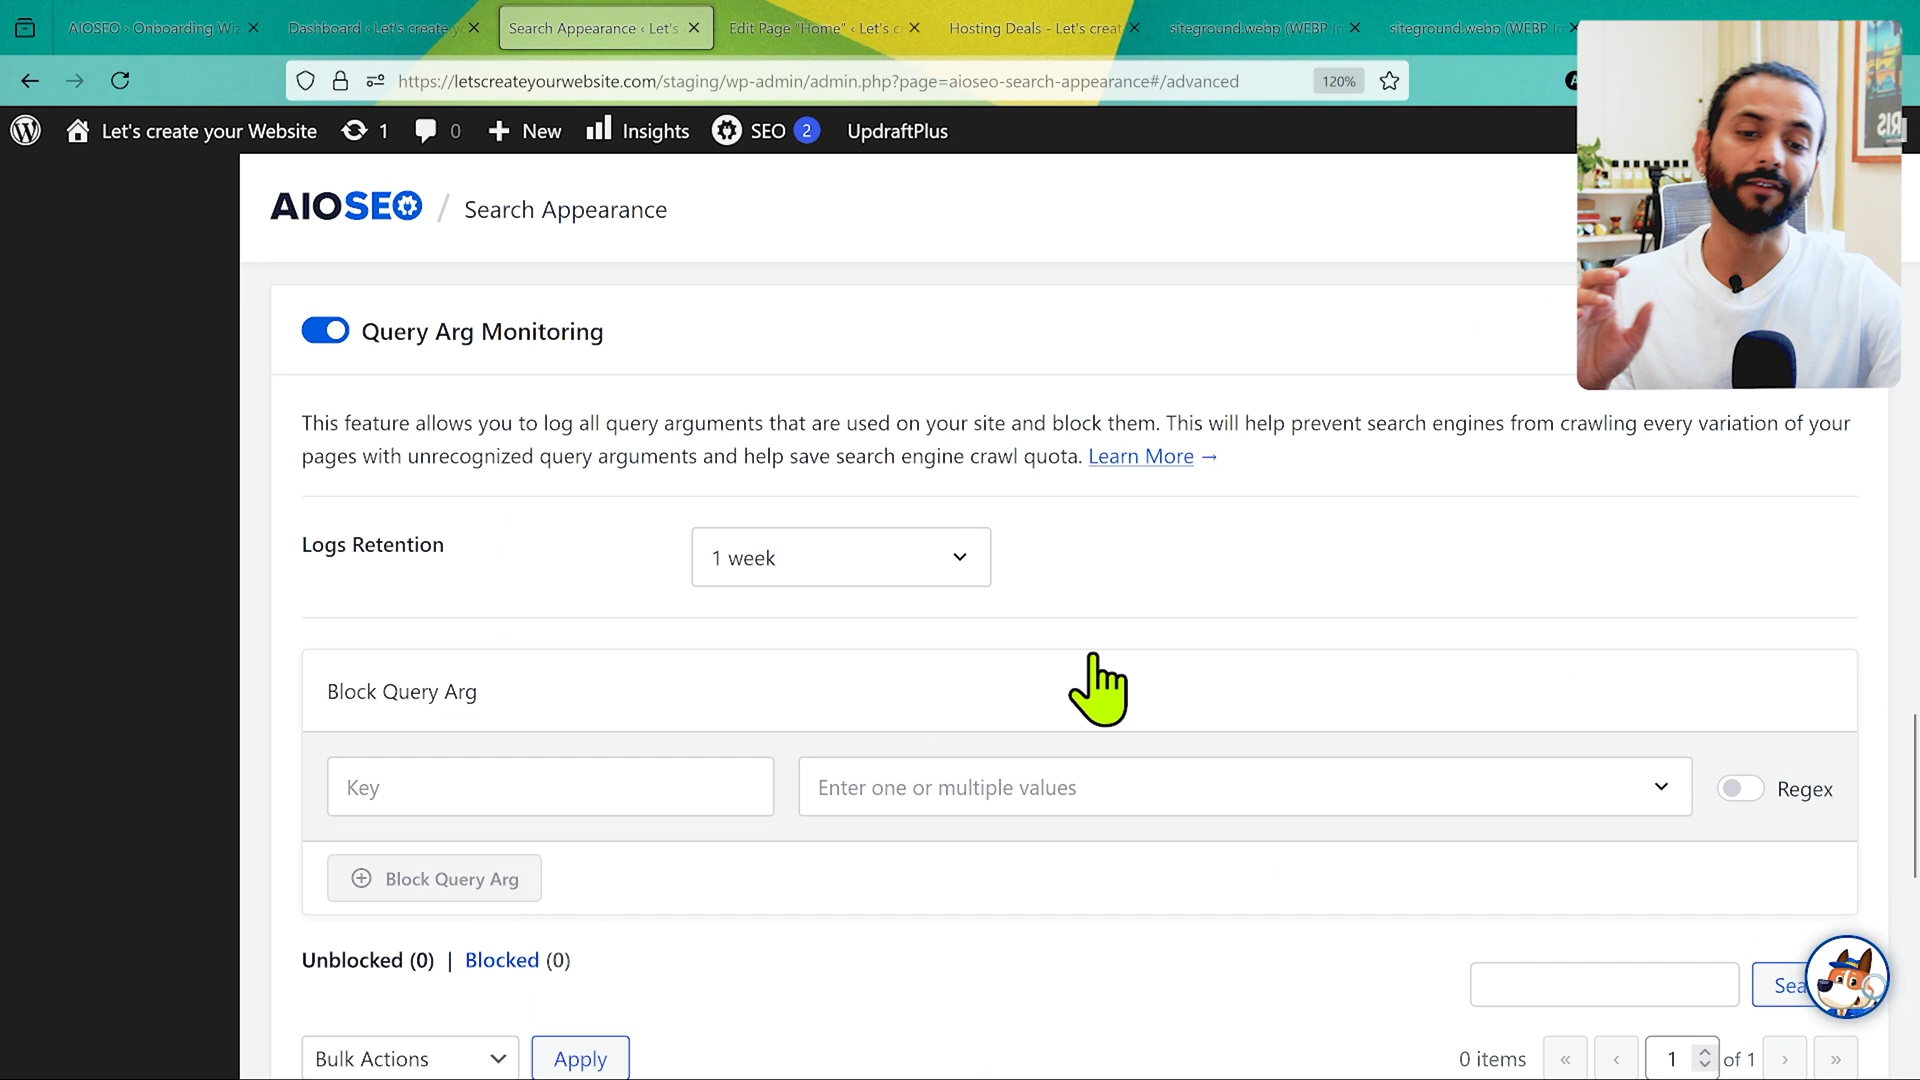 AIOSEO › Onboarding Wiz
Dashboard ‹ Let's create y
Search Appearance ‹ Let's
Edit Page "Home" ‹ Let's c
Hosting Deals - Let's creat
siteground.webp (WEBP Im
siteground.webp (WEBP Im
https://letscreateyourwebsite.com/staging/wp-admin/admin.php?page=aioseo-search-appearance#/advanced
120%
Let's create your Website
1
0
New
Insights
SEO
2
UpdraftPlus
AIOSEO / Search Appearance
Query Arg Monitoring
This feature allows you to log all query arguments that are used on your site and block them. This will help prevent search engines from crawling every variation of your
pages with unrecognized query arguments and help save search engine crawl quota. Learn More →
Logs Retention
1 week
Block Query Arg
Key
Enter one or multiple values
Regex
Block Query Arg
Unblocked (0) | Blocked (0)
Sea
Bulk Actions
Apply
0 items
«
‹
1
of 1
›
»